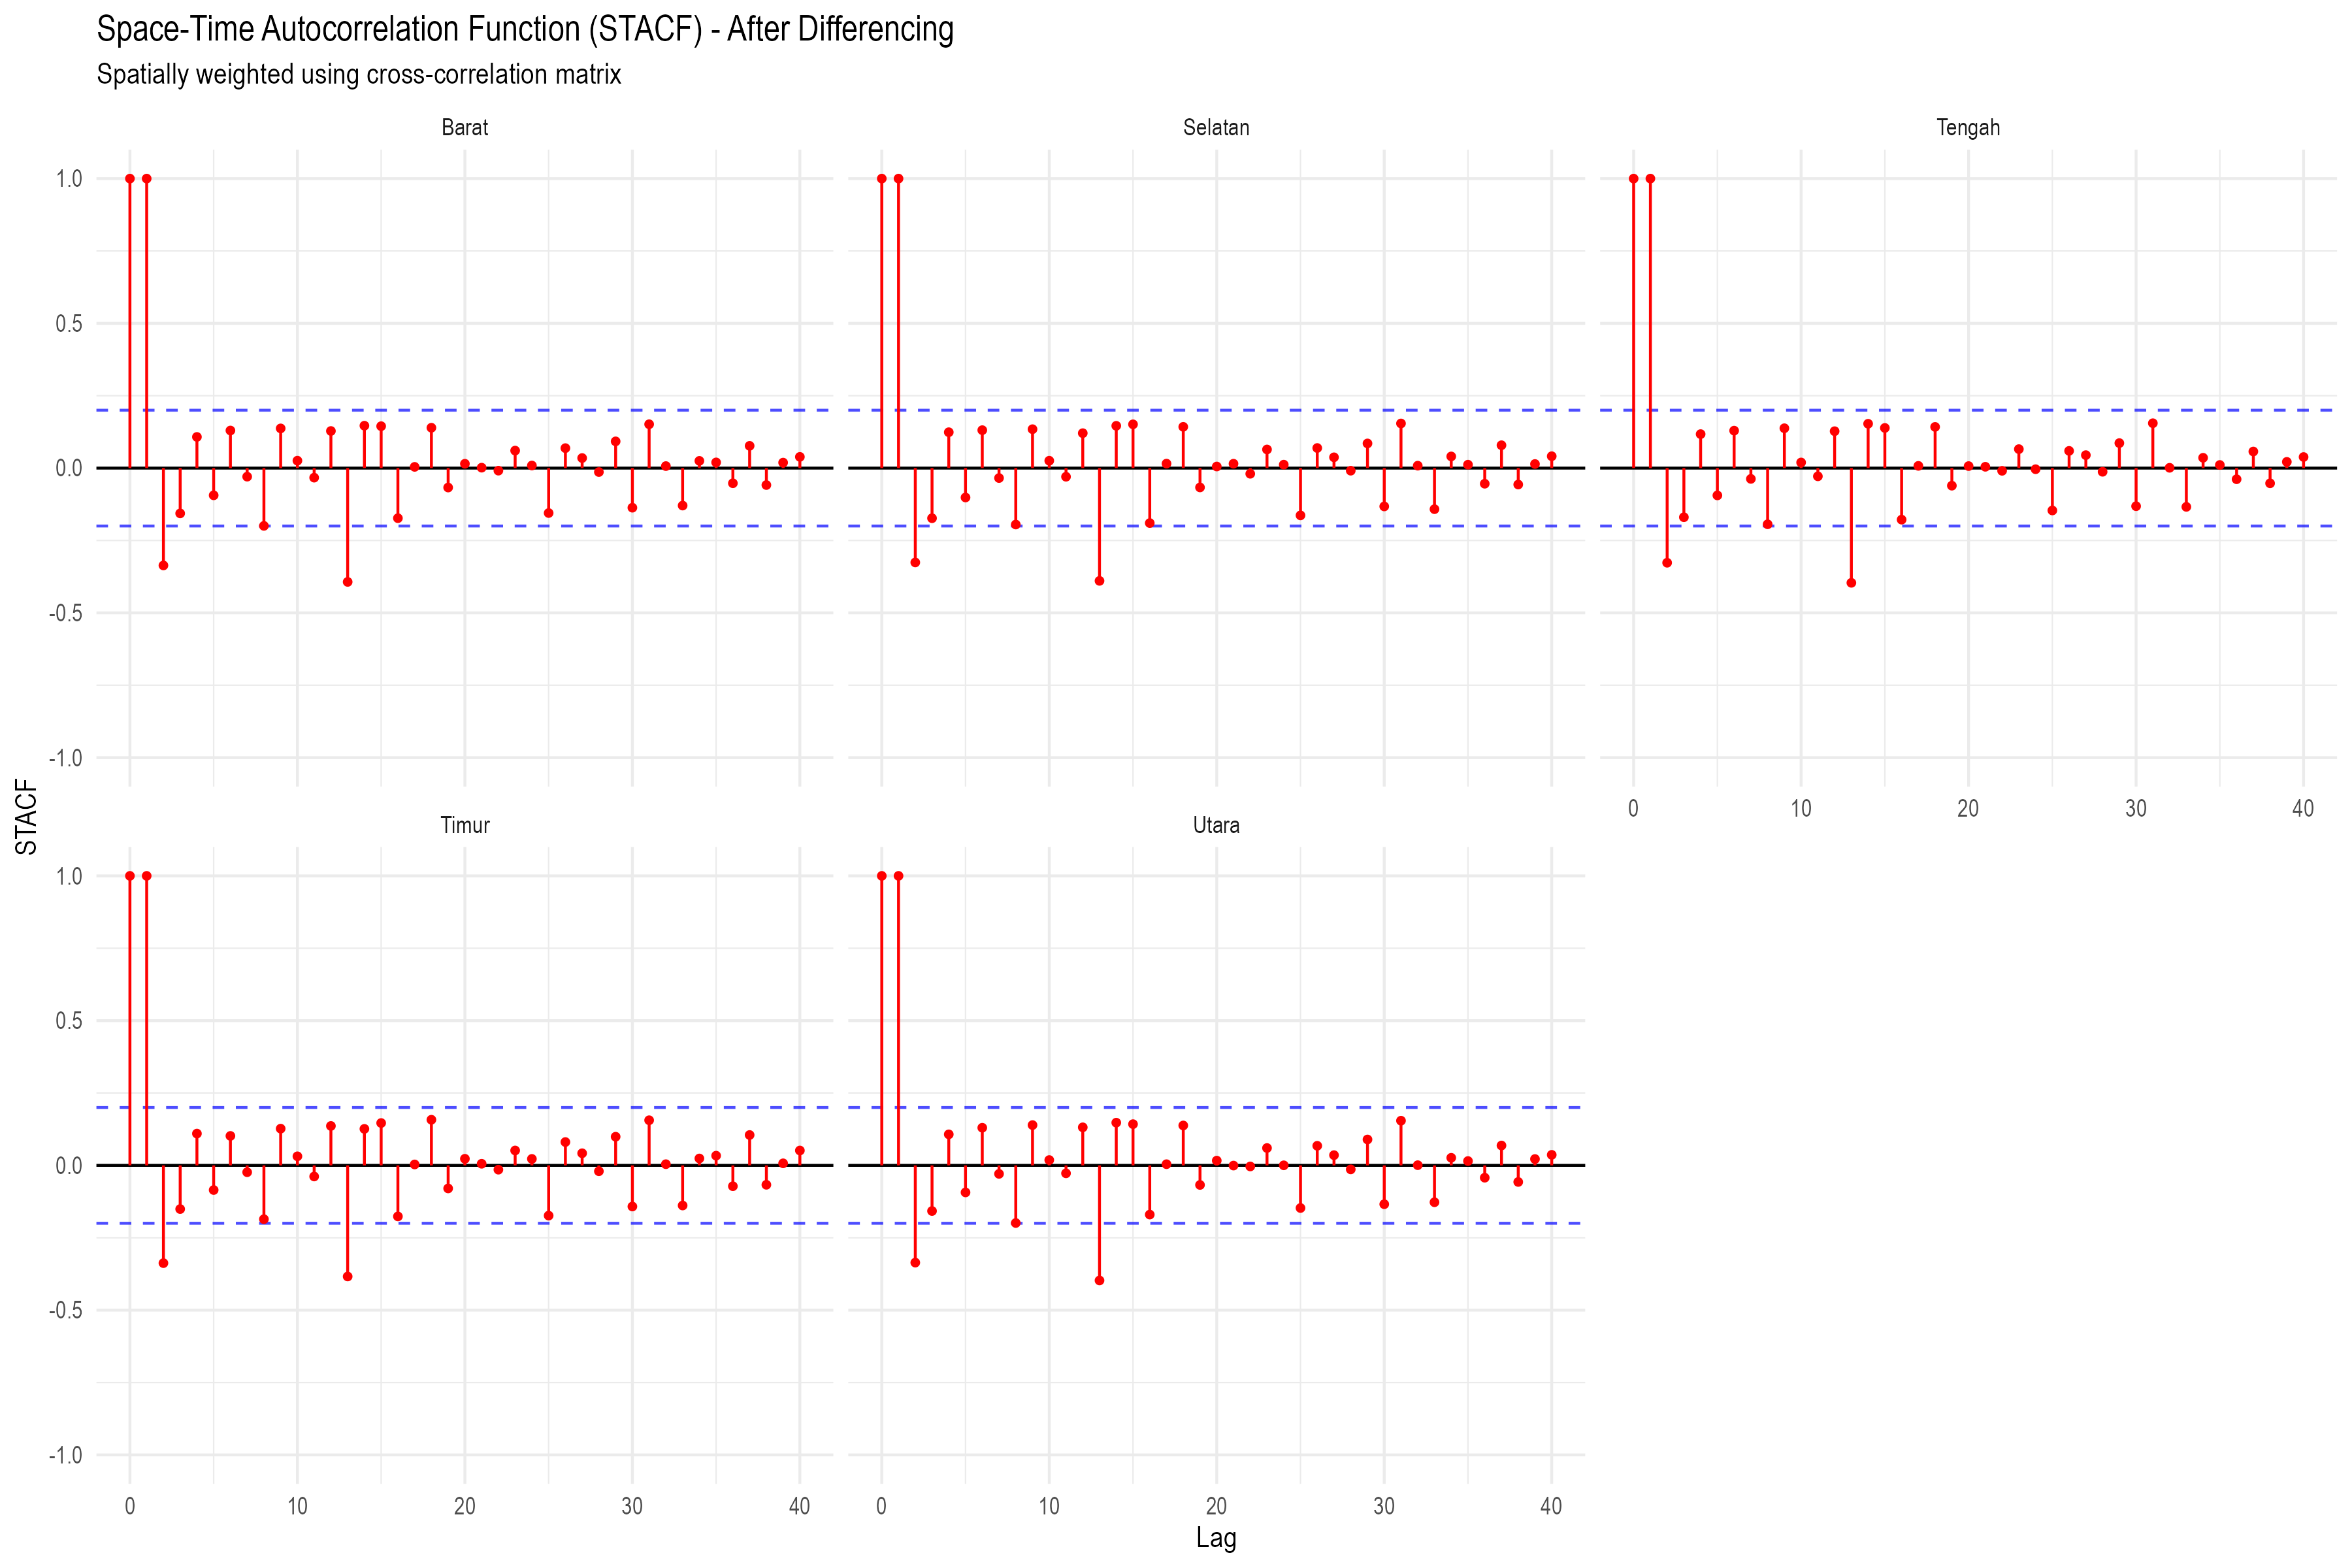 Space-Time Autocorrelation Function (STACF) - After Differencing
Spatially weighted using cross-correlation matrix
Barat
Selatan
Tengah
1.0
0.5
0.0
-0.5
-1.0
0 10 20 30 40
STACF
Timur
Utara
1.0
0.5
0.0
-0.5
-1.0
0 10 20 30 40
0 10 20 30 40
Lag